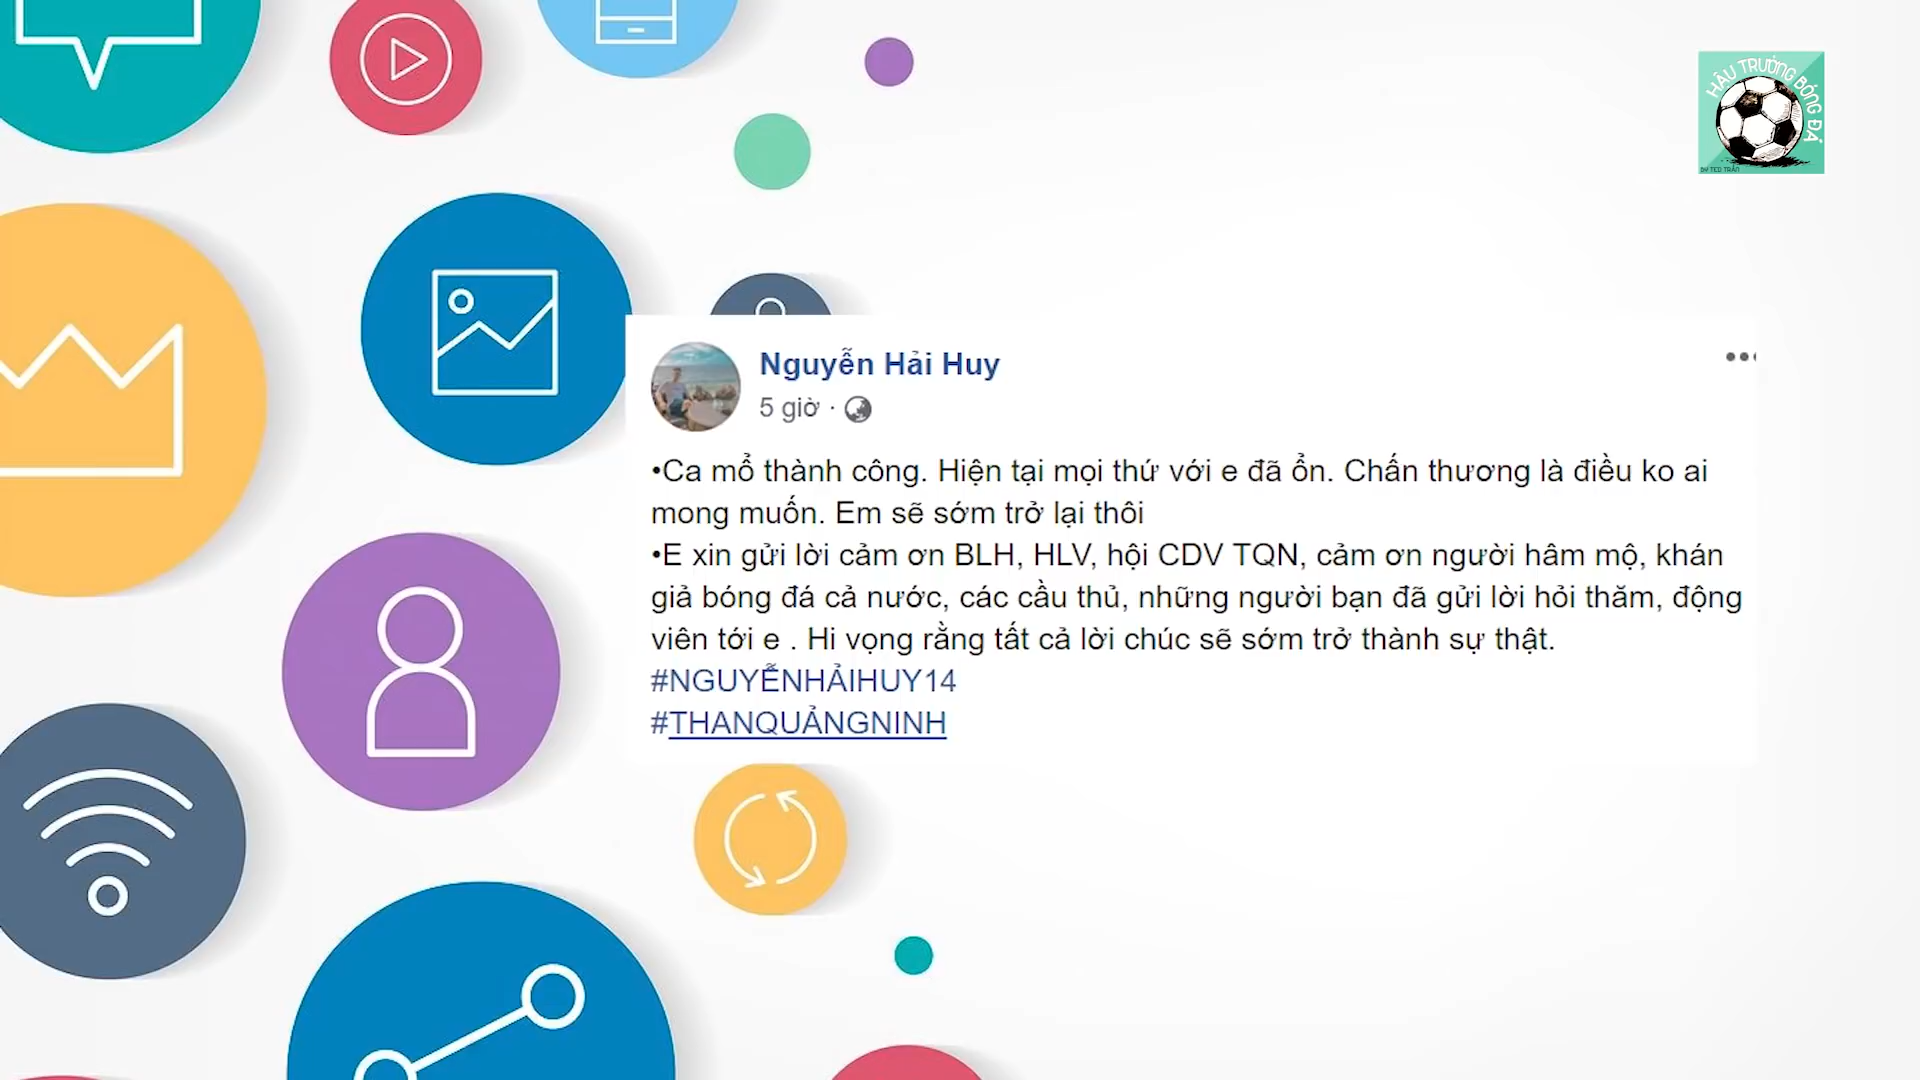 HẬU TRƯỜNG BÓNG ĐÁ
BY TED TRẦN
Nguyễn Hải Huy
5 giờ ·
•Ca mổ thành công. Hiện tại mọi thứ với e đã ổn. Chấn thương là điều ko ai
mong muốn. Em sẽ sớm trở lại thôi
•E xin gửi lời cảm ơn BLH, HLV, hội CDV TQN, cảm ơn người hâm mộ, khán
giả bóng đá cả nước, các cầu thủ, những người bạn đã gửi lời hỏi thăm, động
viên tới e . Hi vọng rằng tất cả lời chúc sẽ sớm trở thành sự thật.
#NGUYỄNHẢIHUY14
#THANQUẢNGNINH